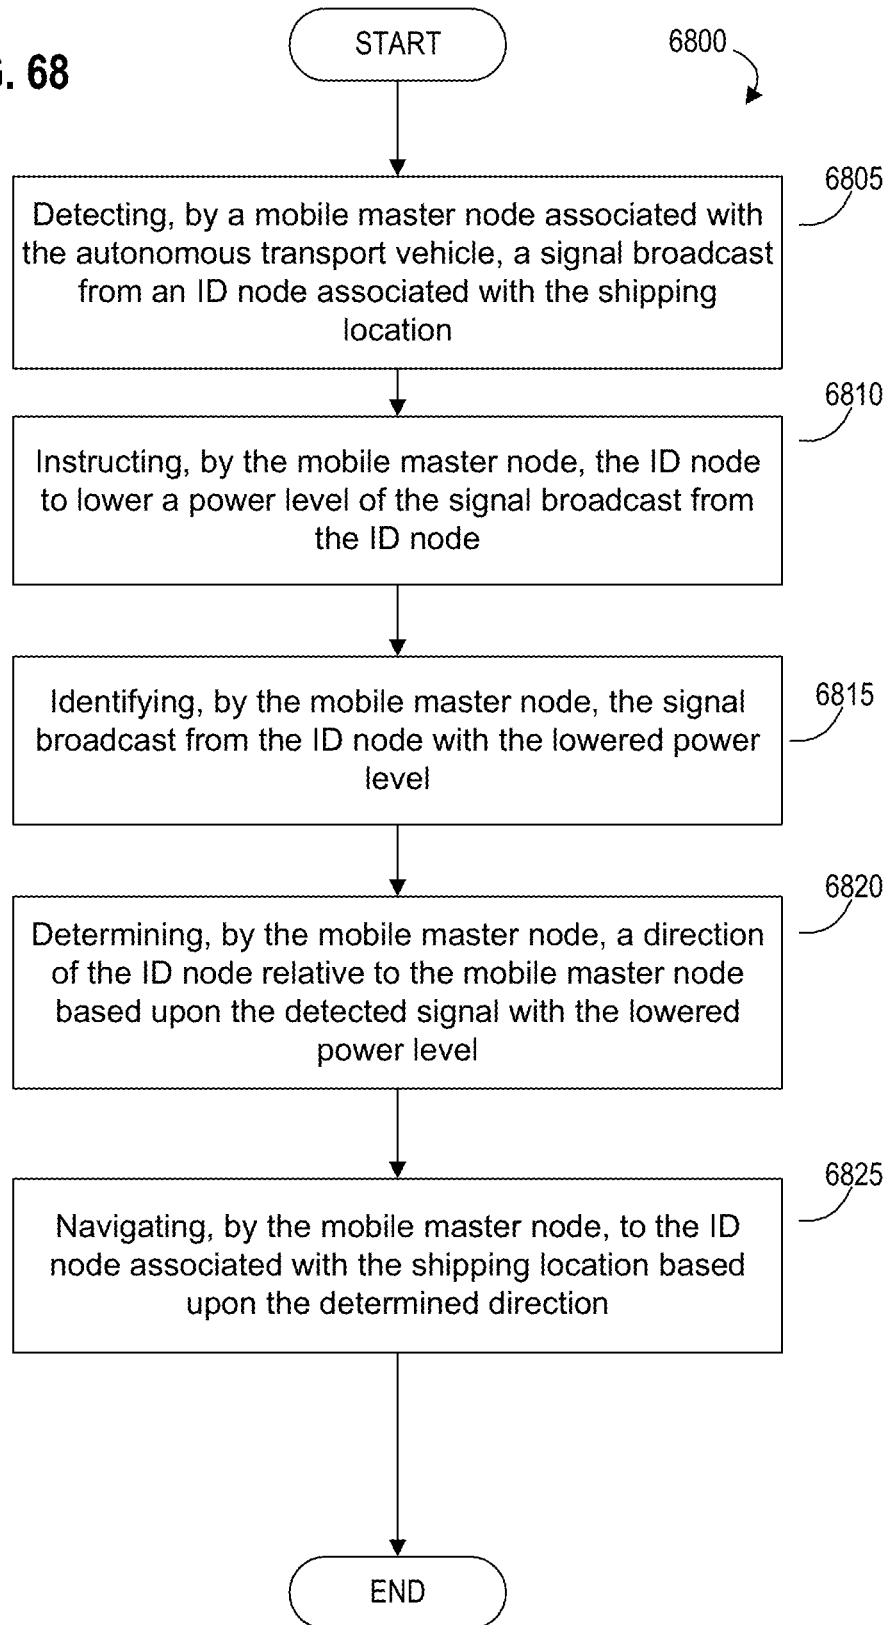 START
6800
. 68
6805
Detecting, by a mobile master node associated with
the autonomous transport vehicle, a signal broadcast
from an ID node associated with the shipping
location
6810
Instructing, by the mobile master node, the ID node
to lower a power level of the signal broadcast from
the ID node
Identifying, by the mobile master node, the signal
broadcast from the ID node with the lowered power
level
6815
6820
Determining, by the mobile master node, a direction
of the ID node relative to the mobile master node
based upon the detected signal with the lowered
power level
6825
Navigating, by the mobile master node, to the ID
node associated with the shipping location based
upon the determined direction
END